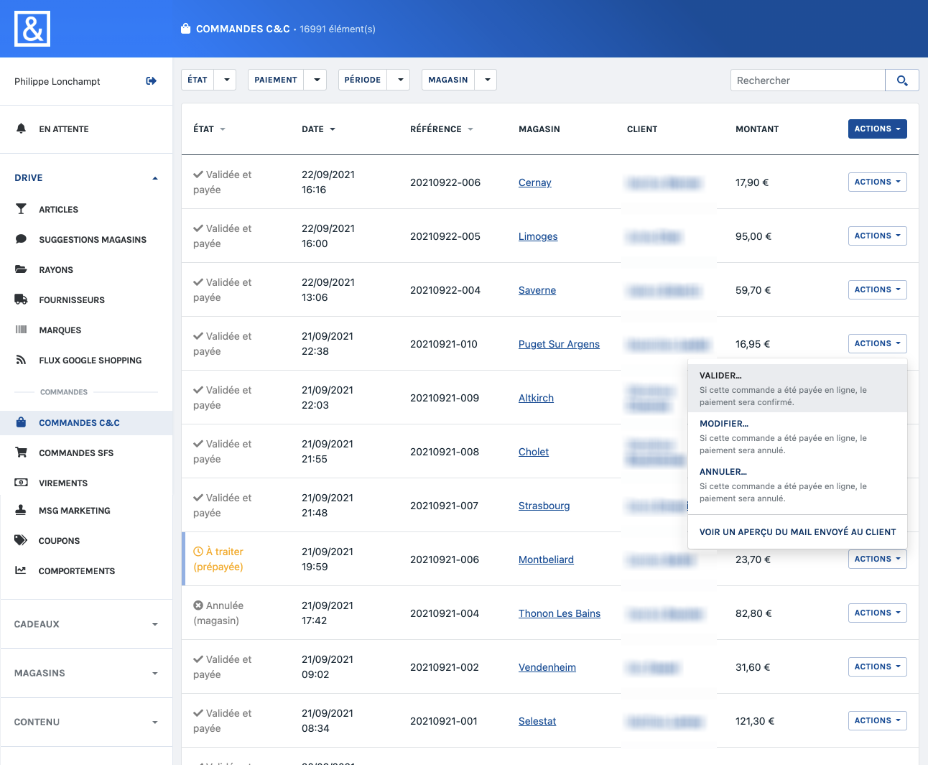 &
COMMANDES C&C • 16991 élément(s)
Philippe Lonchampt
EN ATTENTE
DRIVE
ARTICLES
SUGGESTIONS MAGASINS
RAYONS
FOURNISSEURS
MARQUES
FLUX GOOGLE SHOPPING
COMMANDES
COMMANDES C&C
COMMANDES SFS
VIREMENTS
MSG MARKETING
COUPONS
COMPORTEMENTS
CADEAUX
MAGASINS
CONTENU
ÉTAT PAIEMENT PÉRIODE MAGASIN Rechercher
ÉTAT DATE RÉFÉRENCE MAGASIN CLIENT MONTANT ACTIONS
Validée et payée 22/09/2021 16:16 20210922-006 Cernay 17,90 € ACTIONS
Validée et payée 22/09/2021 16:00 20210922-005 Limoges 95,00 € ACTIONS
Validée et payée 22/09/2021 13:06 20210922-004 Saverne 59,70 € ACTIONS
Validée et payée 21/09/2021 22:38 20210921-010 Puget Sur Argens 16,95 € ACTIONS
VALIDER...
Si cette commande a été payée en ligne, le
paiement sera confirmé.
MODIFIER...
Si cette commande a été payée en ligne, le
paiement sera annulé.
ANNULER...
Si cette commande a été payée en ligne, le
paiement sera annulé.
VOIR UN APERÇU DU MAIL ENVOYÉ AU CLIENT
Validée et payée 21/09/2021 22:03 20210921-009 Altkirch
Validée et payée 21/09/2021 21:55 20210921-008 Cholet
Validée et payée 21/09/2021 21:48 20210921-007 Strasbourg
À traiter (prépayée) 21/09/2021 19:59 20210921-006 Montbeliard 23,70 € ACTIONS
Annulée (magasin) 21/09/2021 17:42 20210921-004 Thonon Les Bains 82,80 € ACTIONS
Validée et payée 21/09/2021 09:02 20210921-002 Vendenheim 31,60 € ACTIONS
Validée et payée 21/09/2021 08:34 20210921-001 Selestat 121,30 € ACTIONS